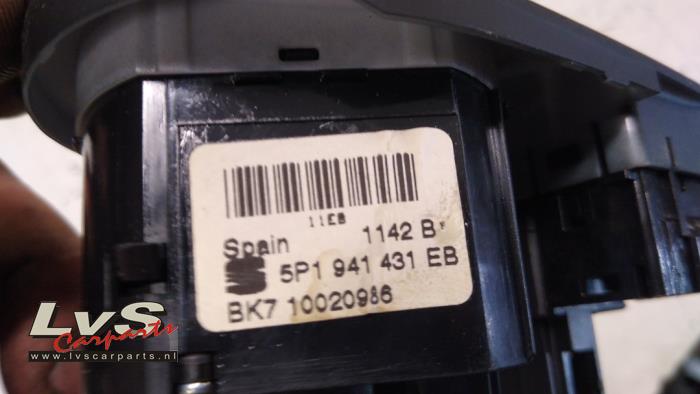 11EB
Spain 1142 B
5P1 941 431 EB
BK7 10020986
LvS
Carparts
www.lvscarparts.nl